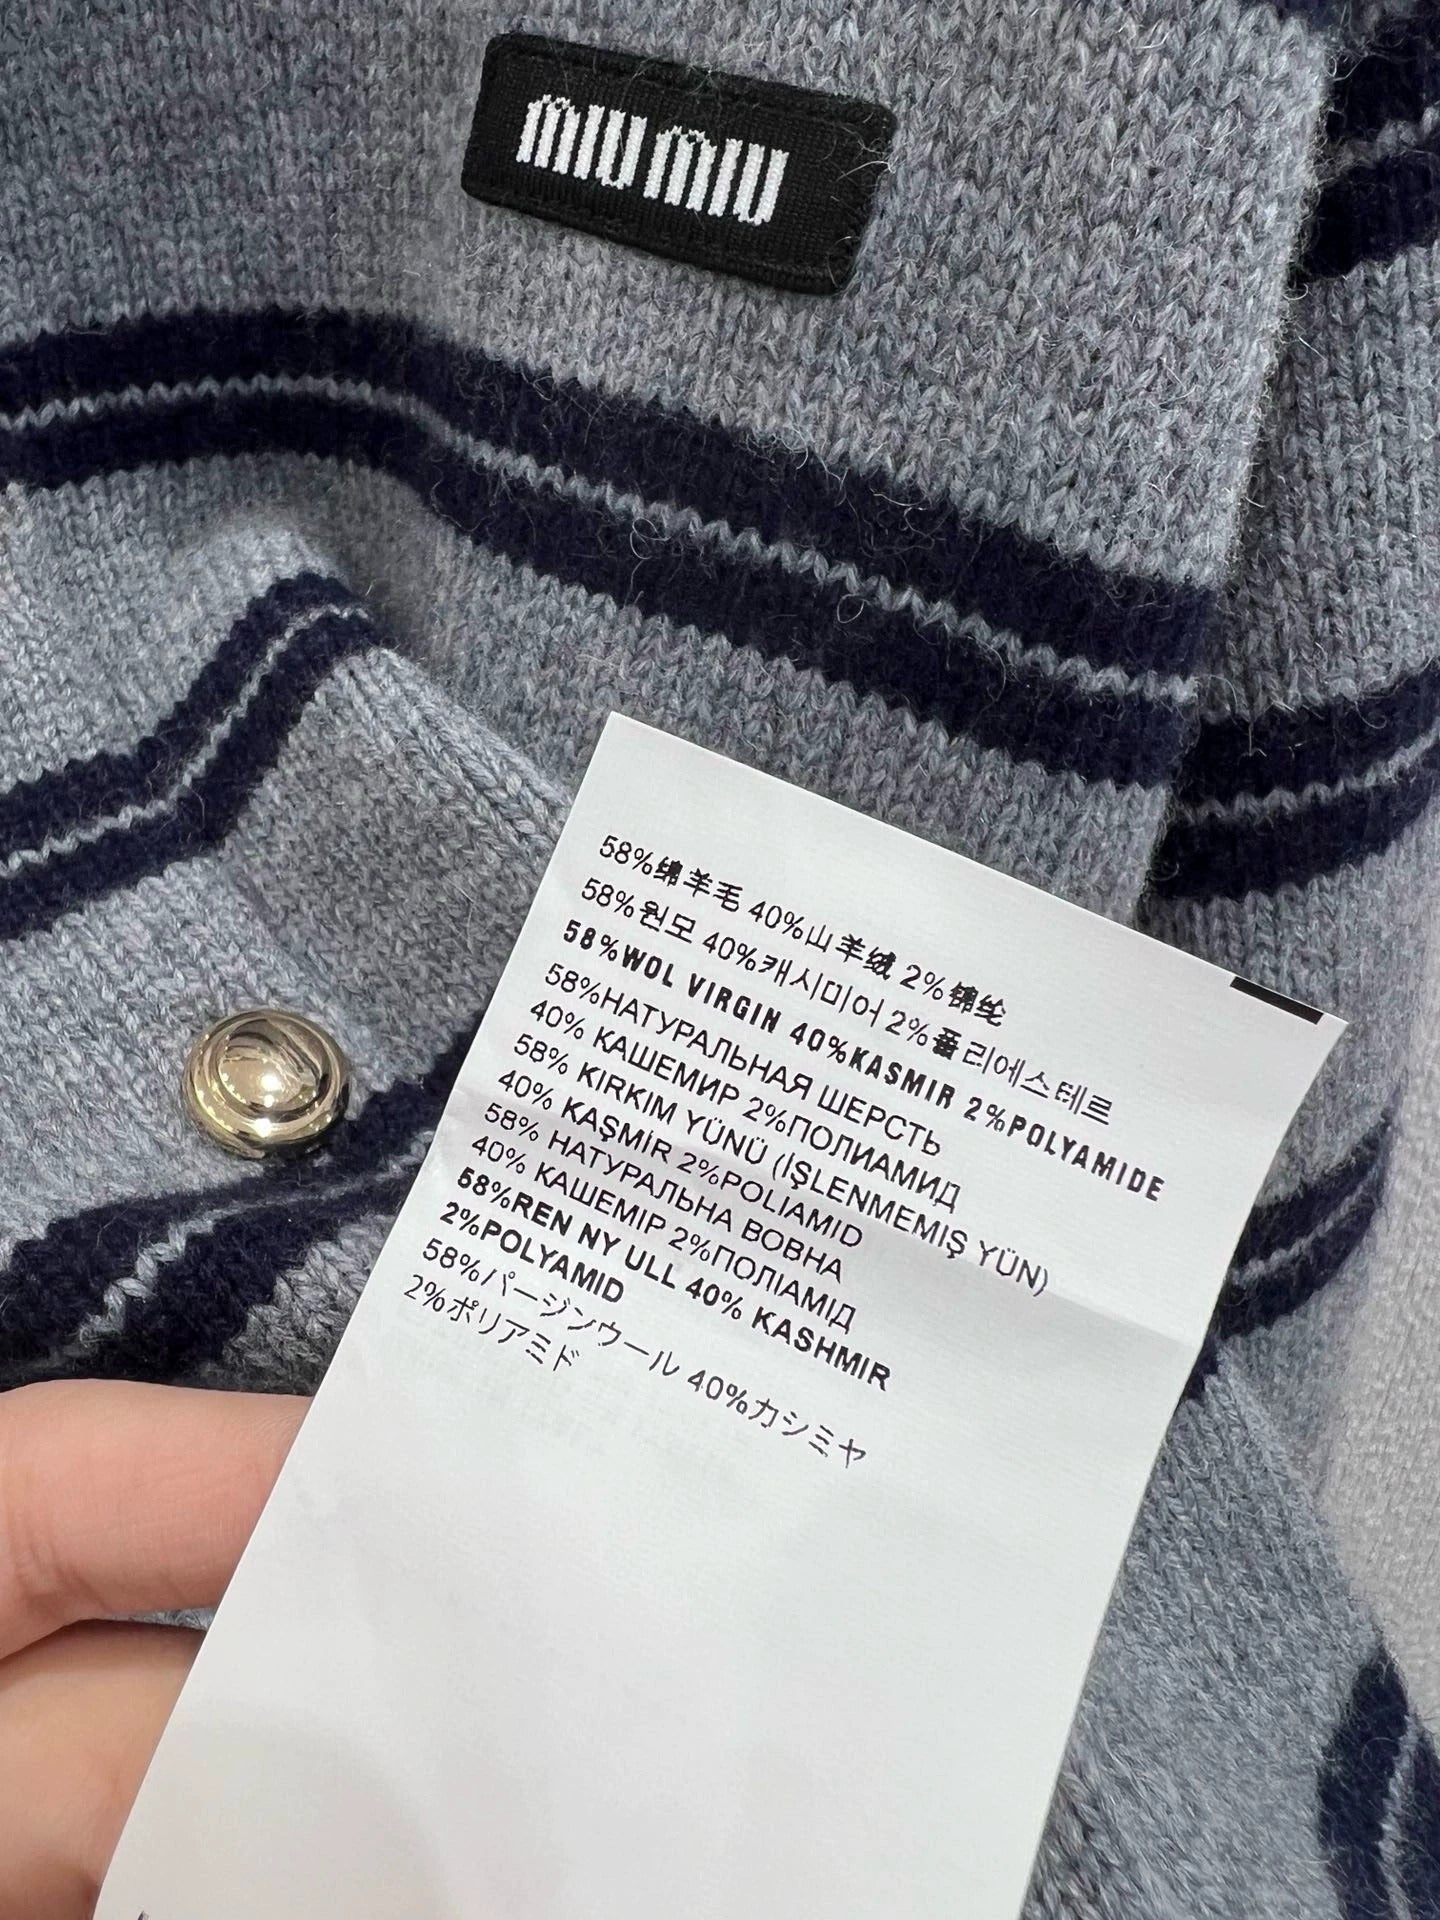 MIU MIU
58%绵羊毛 40%山羊绒 2%锦纶
58%원모 40%캐시미어 2%폴리에스테르
58%WOL VIRGIN 40%KASMIR 2%POLYAMIDE
58%НАТУРАЛЬНАЯ ШЕРСТЬ
40% КАШЕМИР 2%ПОЛИАМИД
58% KIRKIM YÜNÜ (İŞLENMEMIŞ YÜN)
40% KAŞMİR 2%POLIAMID
58% НАТУРАЛЬНА ВОВНА
40% КАШЕМІР 2%ПОЛІАМІД
58%REN NY ULL 40% KASHMIR
2%POLYAMID
58%バージンウール 40%カシミヤ
2%ポリアミド